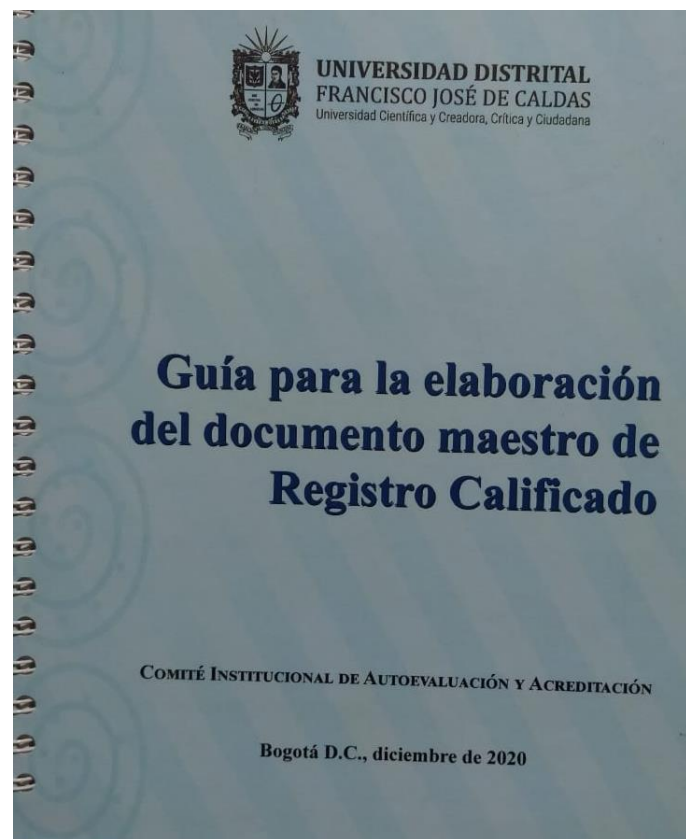 UNIVERSIDAD DISTRITAL
FRANCISCO JOSÉ DE CALDAS
Universidad Científica y Creadora, Crítica y Ciudadana
Guía para la elaboración
del documento maestro de
Registro Calificado
COMITÉ INSTITUCIONAL DE AUTOEVALUACIÓN Y ACREDITACIÓN
Bogotá D.C., diciembre de 2020